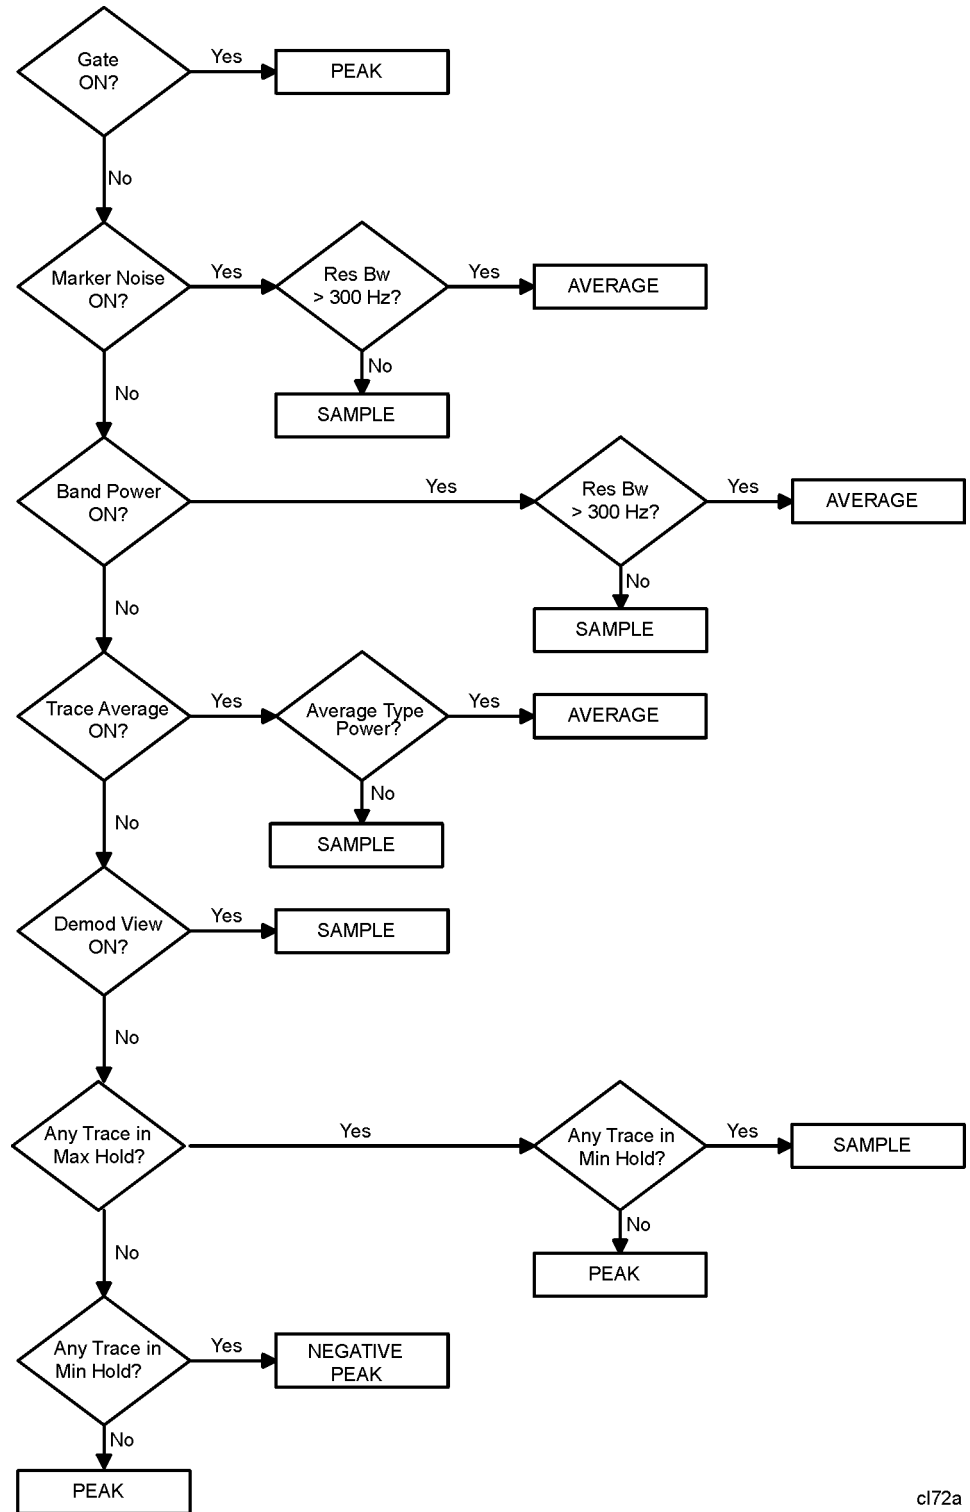 Gate
ON?
Yes
PEAK
No
Marker Noise
ON?
Yes
Res Bw
> 300 Hz?
Yes
AVERAGE
No
SAMPLE
No
Band Power
ON?
Yes
Res Bw
> 300 Hz?
Yes
AVERAGE
No
SAMPLE
No
Trace Average
ON?
Yes
Average Type
Power?
Yes
AVERAGE
No
SAMPLE
No
Demod View
ON?
Yes
SAMPLE
No
Any Trace in
Max Hold?
Yes
Any Trace in
Min Hold?
Yes
SAMPLE
No
PEAK
No
Any Trace in
Min Hold?
Yes
NEGATIVE
PEAK
No
PEAK
cl72a